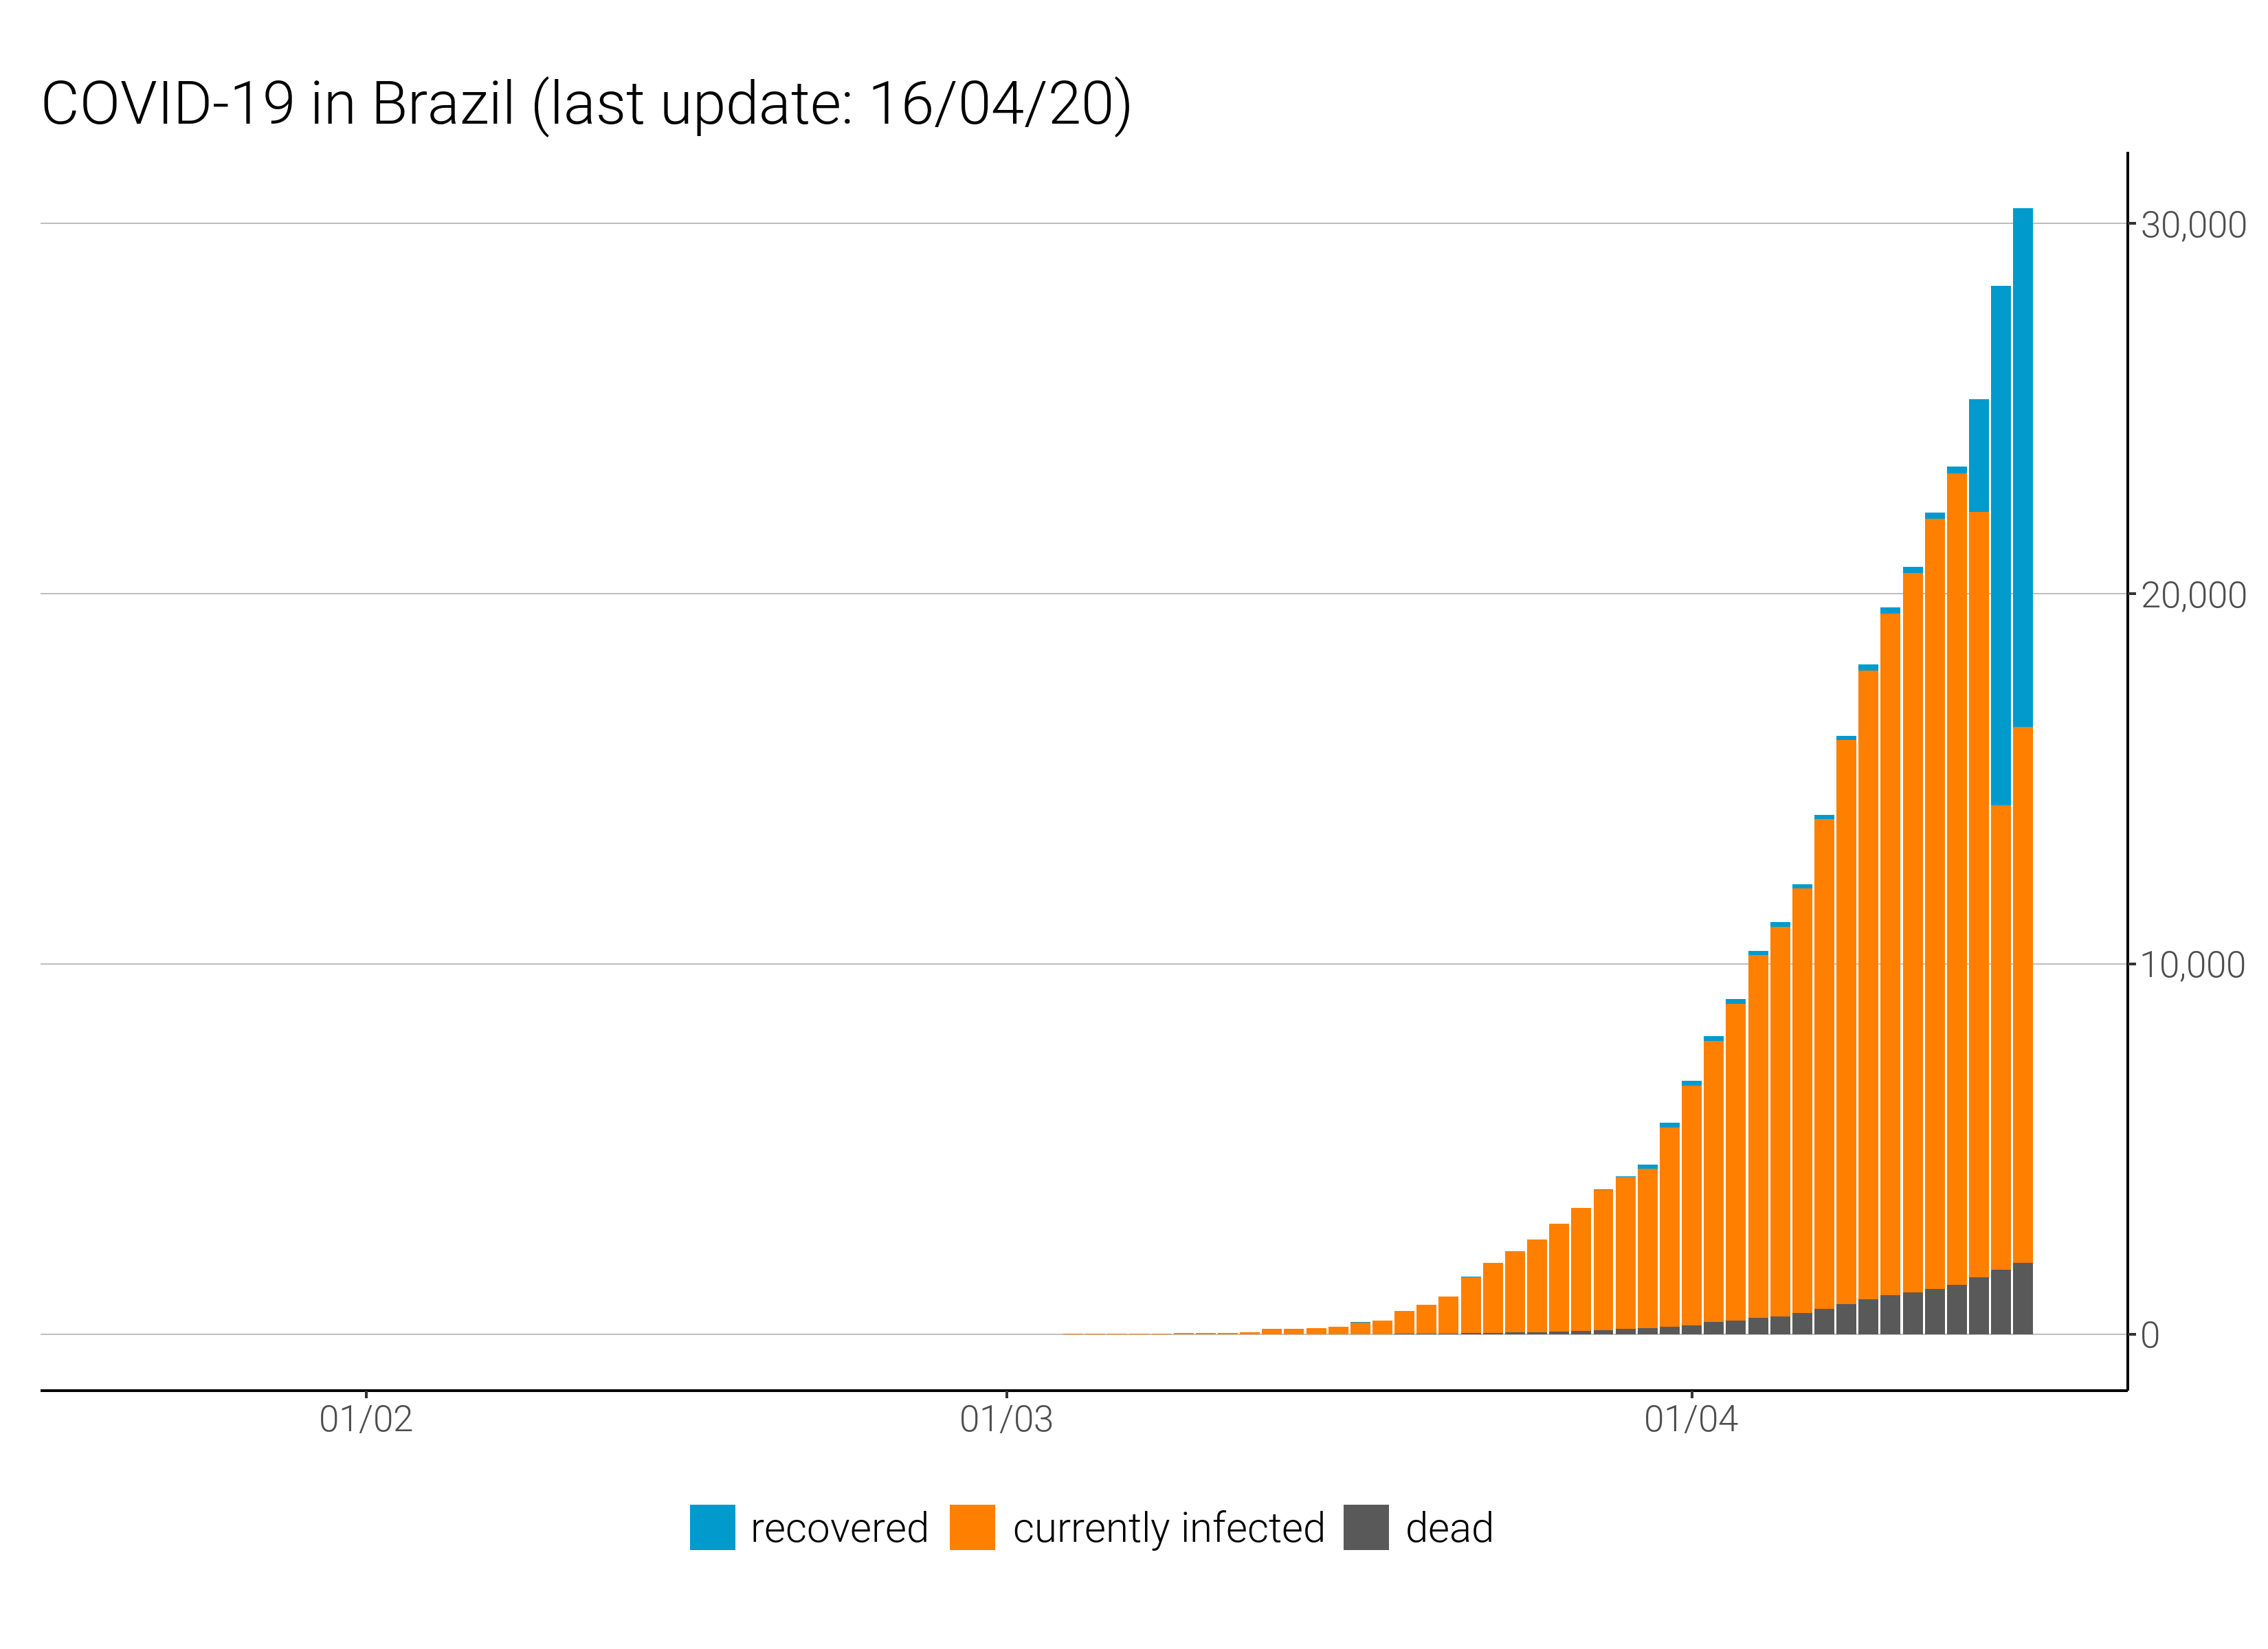 COVID-19 in Brazil (last update: 16/04/20)
30,000
20,000
10,000
0
01/02 01/03 01/04
recovered currently infected dead